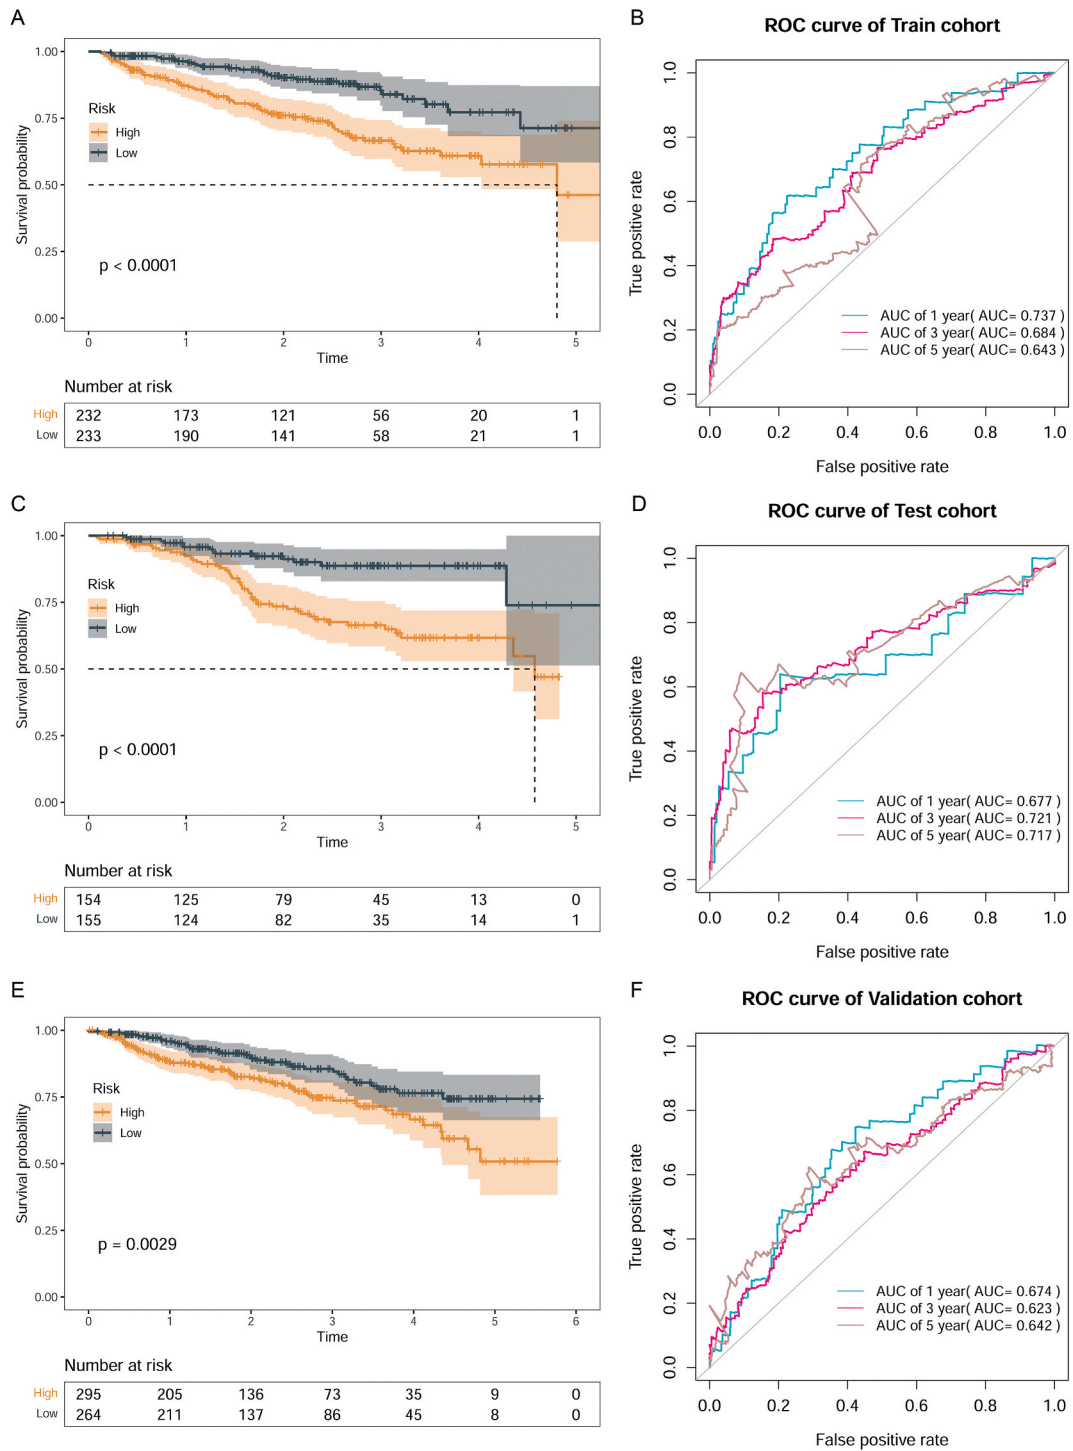 A
1.00
0.75
0.50
0.25
0.00
Survival probability
Risk
High
Low
p < 0.0001
0 1 2 3 4 5
Time
Number at risk
High 232 173 121 56 20 1
Low 233 190 141 58 21 1
B
ROC curve of Train cohort
1.0
0.8
0.6
0.4
0.2
0.0
True positive rate
AUC of 1 year( AUC= 0.737 )
AUC of 3 year( AUC= 0.684 )
AUC of 5 year( AUC= 0.643 )
0.0 0.2 0.4 0.6 0.8 1.0
False positive rate
C
1.00
0.75
0.50
0.25
0.00
Survival probability
Risk
High
Low
p < 0.0001
0 1 2 3 4 5
Time
Number at risk
High 154 125 79 45 13 0
Low 155 124 82 35 14 1
D
ROC curve of Test cohort
1.0
0.8
0.6
0.4
0.2
0.0
True positive rate
AUC of 1 year( AUC= 0.677 )
AUC of 3 year( AUC= 0.721 )
AUC of 5 year( AUC= 0.717 )
0.0 0.2 0.4 0.6 0.8 1.0
False positive rate
E
1.00
0.75
0.50
0.25
0.00
Survival probability
Risk
High
Low
p = 0.0029
0 1 2 3 4 5 6
Time
Number at risk
High 295 205 136 73 35 9 0
Low 264 211 137 86 45 8 0
F
ROC curve of Validation cohort
1.0
0.8
0.6
0.4
0.2
0.0
True positive rate
AUC of 1 year( AUC= 0.674 )
AUC of 3 year( AUC= 0.623 )
AUC of 5 year( AUC= 0.642 )
0.0 0.2 0.4 0.6 0.8 1.0
False positive rate